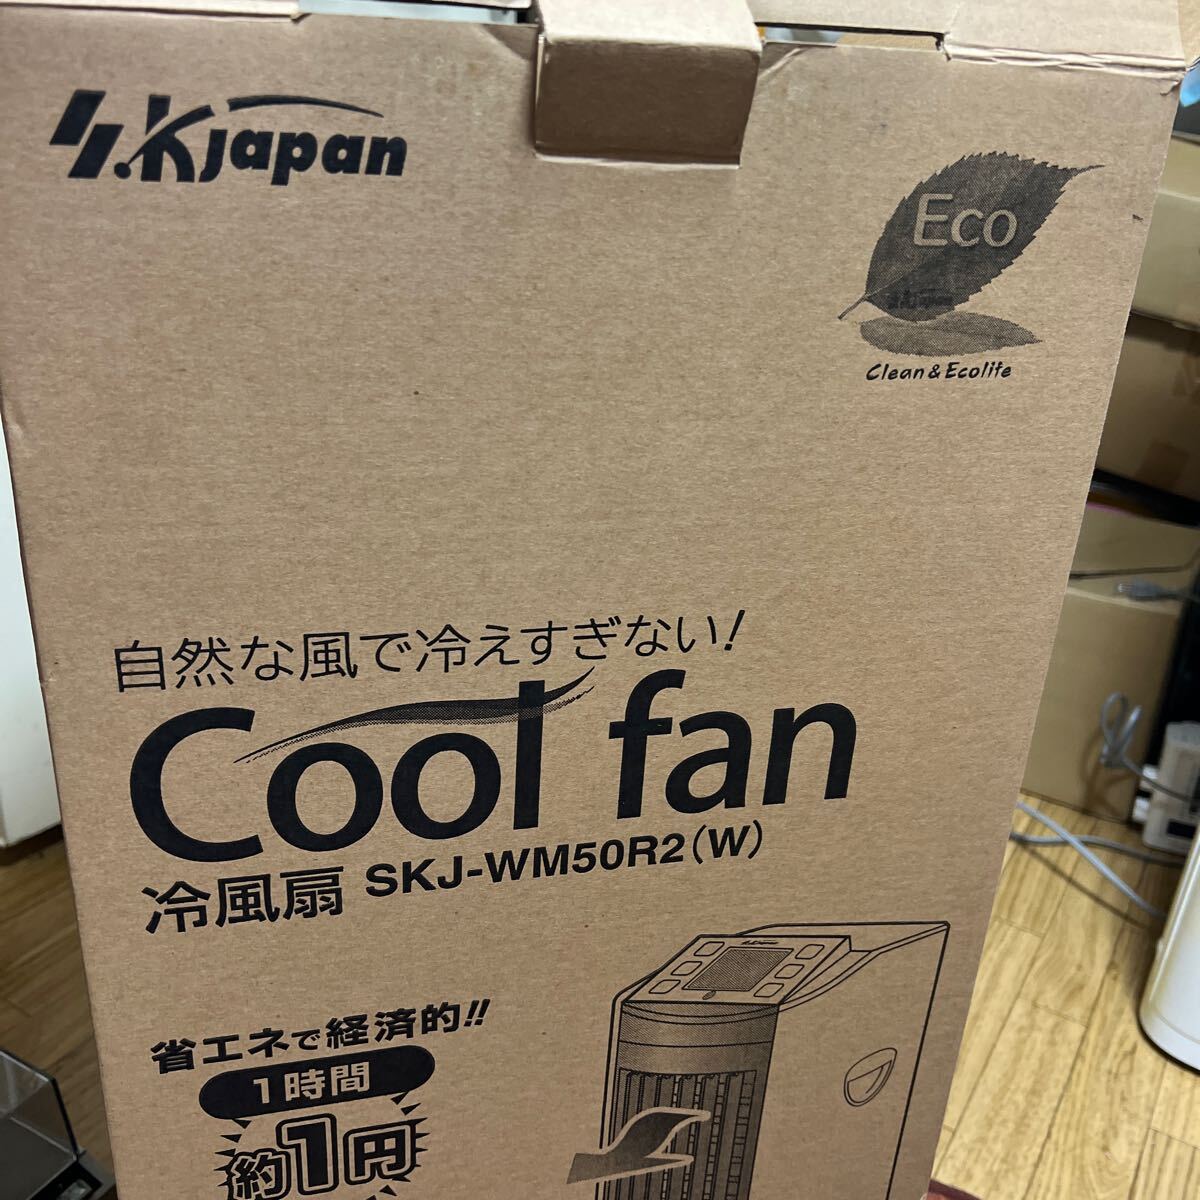 SKJapan
Eco
Clean & Ecolife
自然な風で冷えすぎない!
Cool fan
冷風扇 SKJ-WM50R2(W)
省エネで経済的!!
1時間
約1円